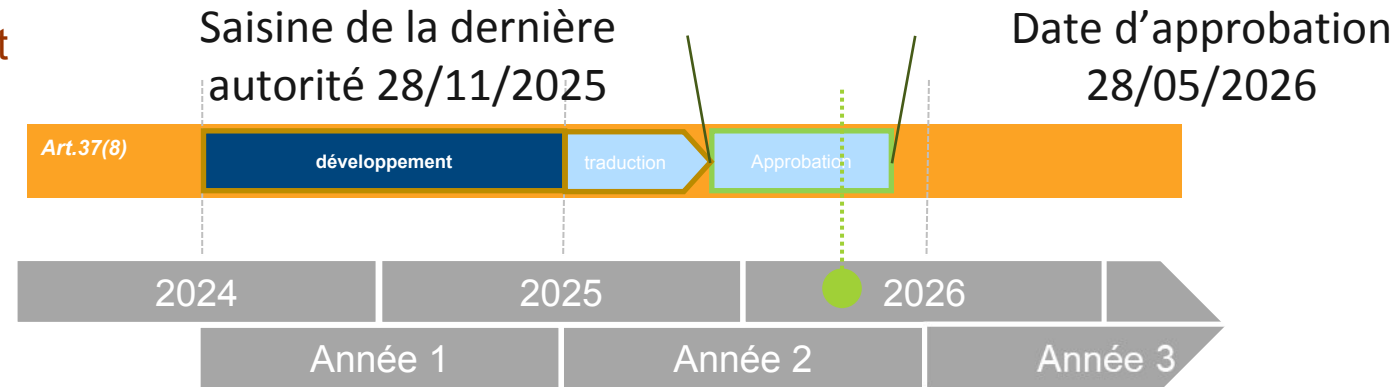 t
Saisine de la dernière
autorité 28/11/2025
Date d’approbation
28/05/2026
Art.37(8)
développement
traduction
Approbation
2024
2025
2026
Année 1
Année 2
Année 3